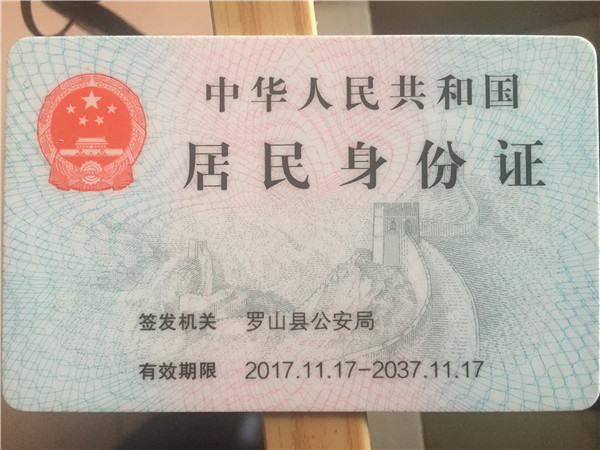 中华人民共和国
居民身份证
签发机关 罗山县公安局
有效期限 2017.11.17-2037.11.17